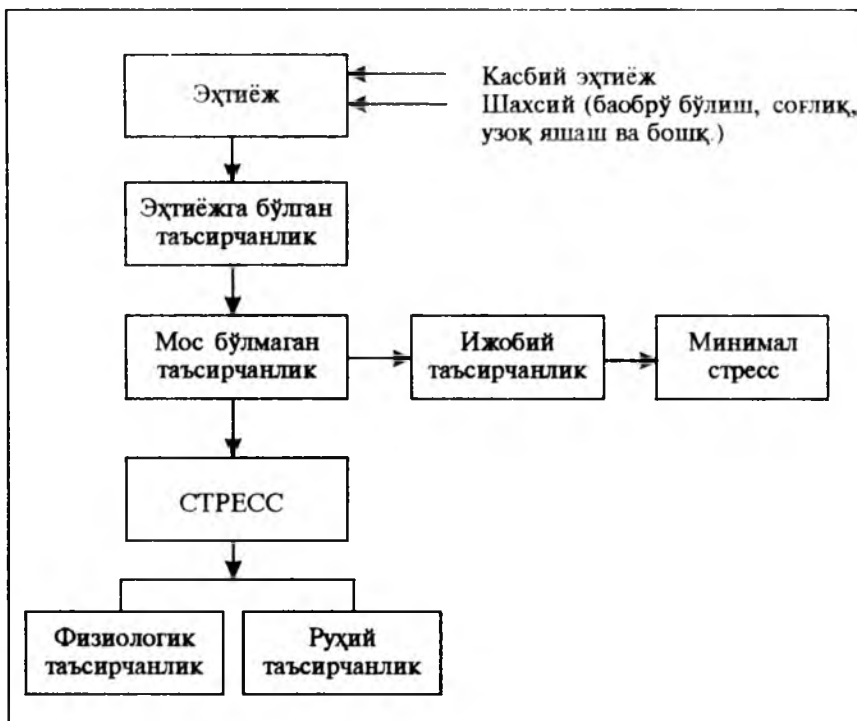 Эҳтиёж
Касбий эҳтиёж
Шахсий (баобрў бўлиш, соғлиқ,
узоқ яшаш ва бошқ.)
Эҳтиёжга бўлган
таъсирчанлик
Мос бўлмаган
таъсирчанлик
Ижобий
таъсирчанлик
Минимал
стресс
СТРЕСС
Физиологик
таъсирчанлик
Руҳий
таъсирчанлик